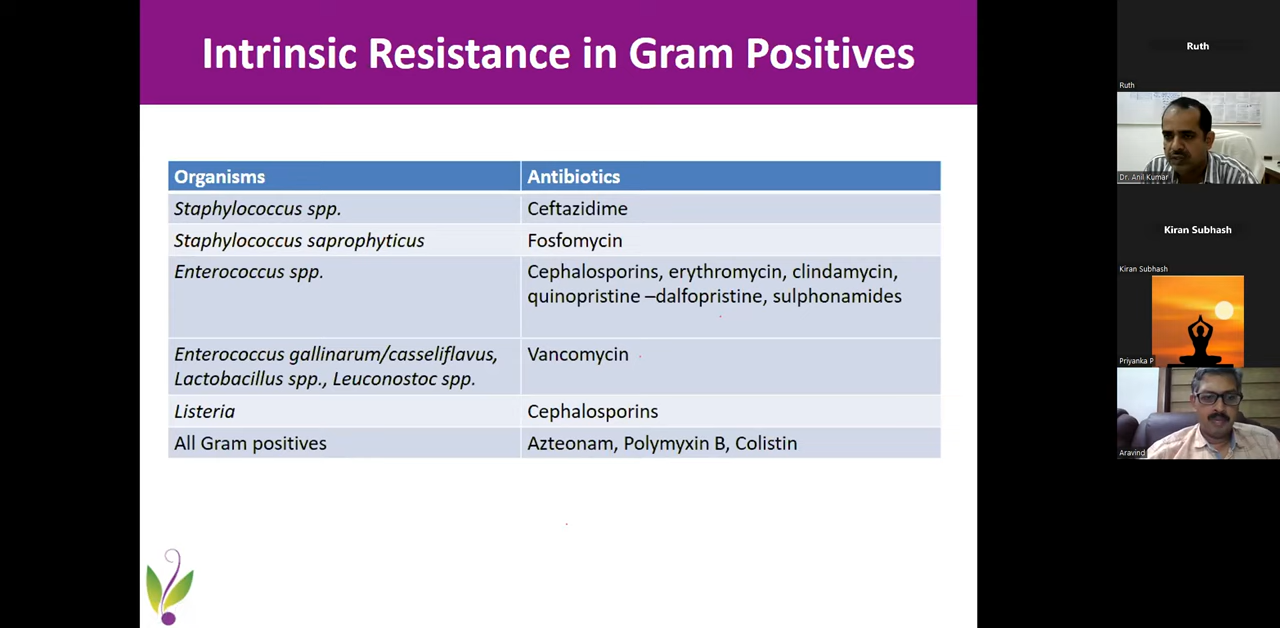 Intrinsic Resistance in Gram Positives
Organisms
Antibiotics
Staphylococcus spp.
Ceftazidime
Staphylococcus saprophyticus
Fosfomycin
Enterococcus spp.
Cephalosporins, erythromycin, clindamycin,
quinopristine –dalfopristine, sulphonamides
Enterococcus gallinarum/casseliflavus,
Lactobacillus spp., Leuconostoc spp.
Vancomycin
Listeria
Cephalosporins
All Gram positives
Azteonam, Polymyxin B, Colistin
Ruth
Ruth
Dr. Anil Kumar
Kiran Subhash
Kiran Subhash
Priyanka P
Aravind